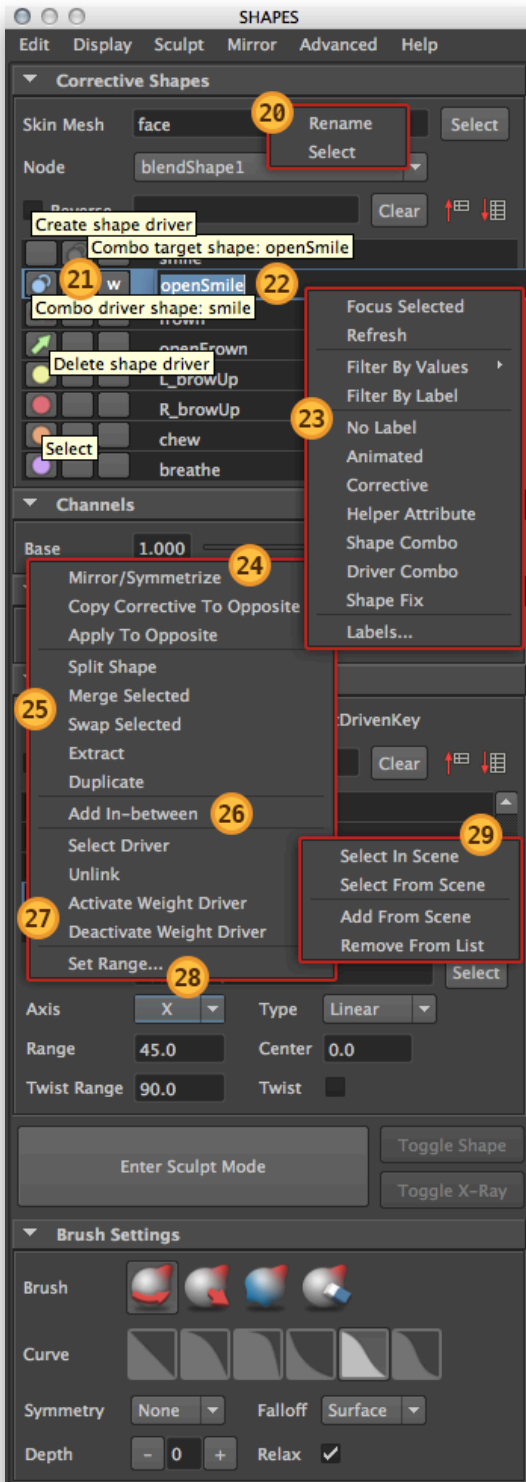 SHAPES
Edit Display Sculpt Mirror Advanced Help
Corrective Shapes
Skin Mesh face 20 Rename Select
Select
Node blendShape1
Reverse Clear
Create shape driver
Combo target shape: openSmile
smile
21 w openSmile 22
Combo driver shape: smile
frown
openFrown
Delete shape driver
L_browUp
R_browUp
chew
Select
breathe
Focus Selected
Refresh
Filter By Values
Filter By Label
23
No Label
Animated
Corrective
Helper Attribute
Shape Combo
Driver Combo
Shape Fix
Labels...
Channels
Base 1.000
Mirror/Symmetrize 24
Copy Corrective To Opposite
Apply To Opposite
Split Shape
25 Merge Selected
Swap Selected
Extract
Duplicate
Add In-between 26
Select Driver
Unlink
27 Activate Weight Driver
Deactivate Weight Driver
Set Range... 28
DrivenKey
Clear
29
Select In Scene
Select From Scene
Add From Scene
Remove From List
Select
Axis X Type Linear
Range 45.0 Center 0.0
Twist Range 90.0 Twist
Enter Sculpt Mode
Toggle Shape
Toggle X-Ray
Brush Settings
Brush
Curve
Symmetry None Falloff Surface
Depth - 0 + Relax